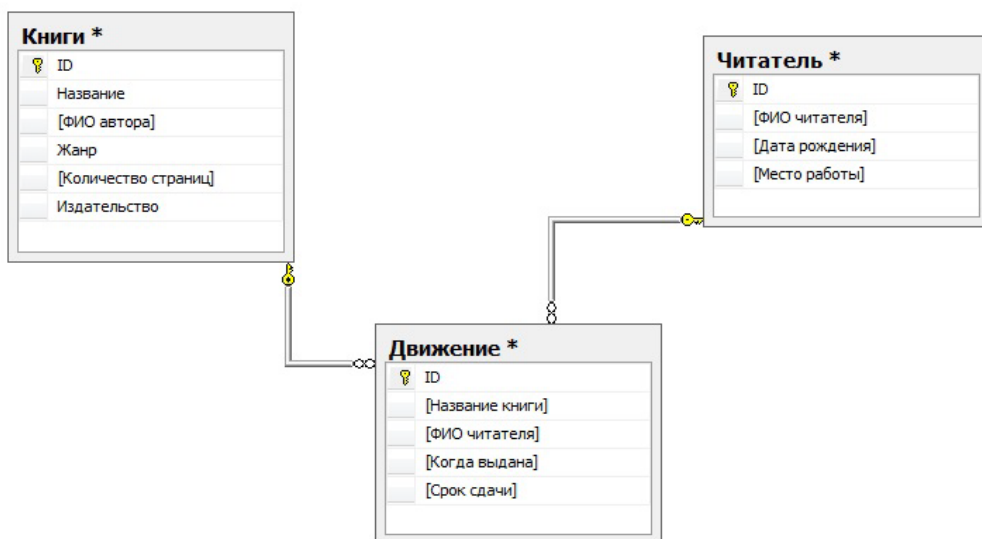 Книги *
ID
Название
[ФИО автора]
Жанр
[Количество страниц]
Издательство
Читатель *
ID
[ФИО читателя]
[Дата рождения]
[Место работы]
Движение *
ID
[Название книги]
[ФИО читателя]
[Когда выдана]
[Срок сдачи]